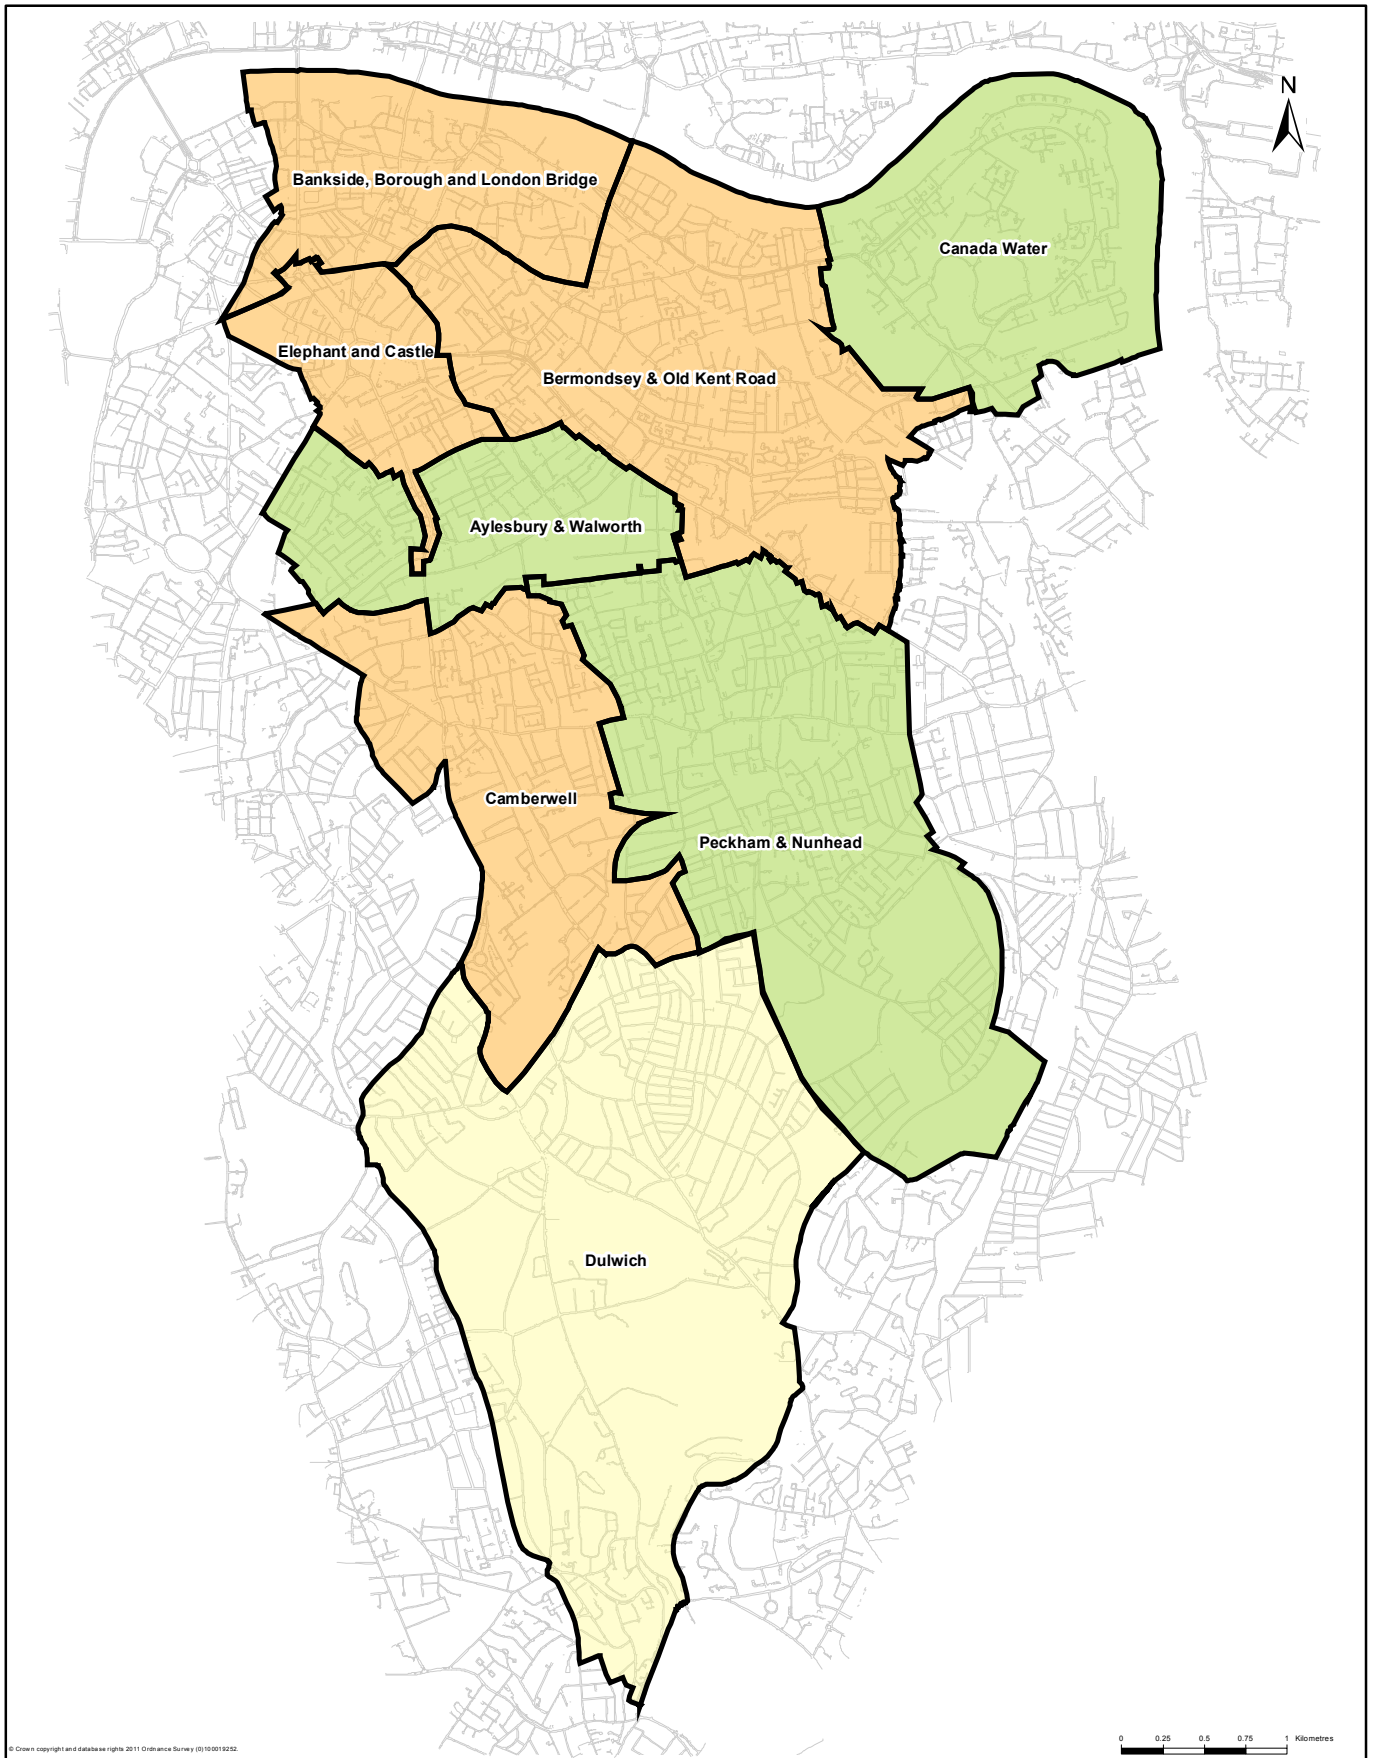 N
Bankside, Borough and London Bridge
Canada Water
Elephant and Castle
Bermondsey & Old Kent Road
Aylesbury & Walworth
Camberwell
Peckham & Nunhead
Dulwich
0 0.25 0.5 0.75 1 Kilometres
© Crown copyright and database rights 2011 Ordnance Survey (0)100019252.